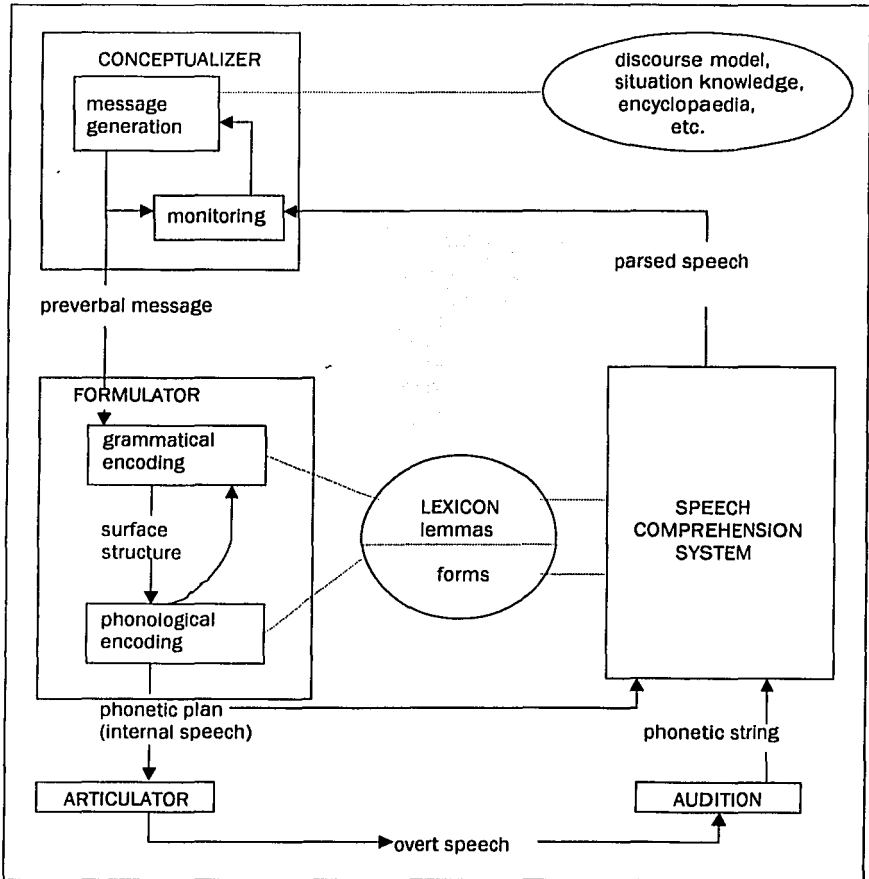 CONCEPTUALIZER
message
generation
monitoring
discourse model,
situation knowledge,
encyclopaedia,
etc.
parsed speech
preverbal message
FORMULATOR
grammatical
encoding
surface
structure
phonological
encoding
LEXICON
lemmas
forms
SPEECH
COMPREHENSION
SYSTEM
phonetic plan
(internal speech)
phonetic string
ARTICULATOR
AUDITION
overt speech